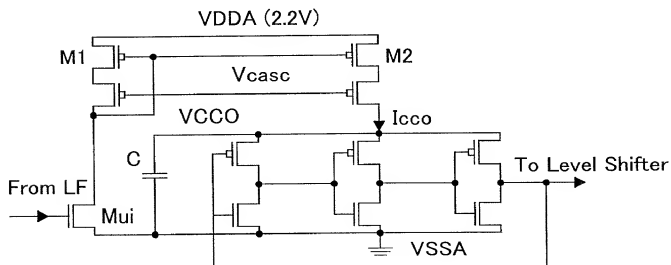 VDDA (2.2V)
M1
M2
Vcasc
VCCO
Icco
C
To Level Shifter
From LF
Mui
VSSA